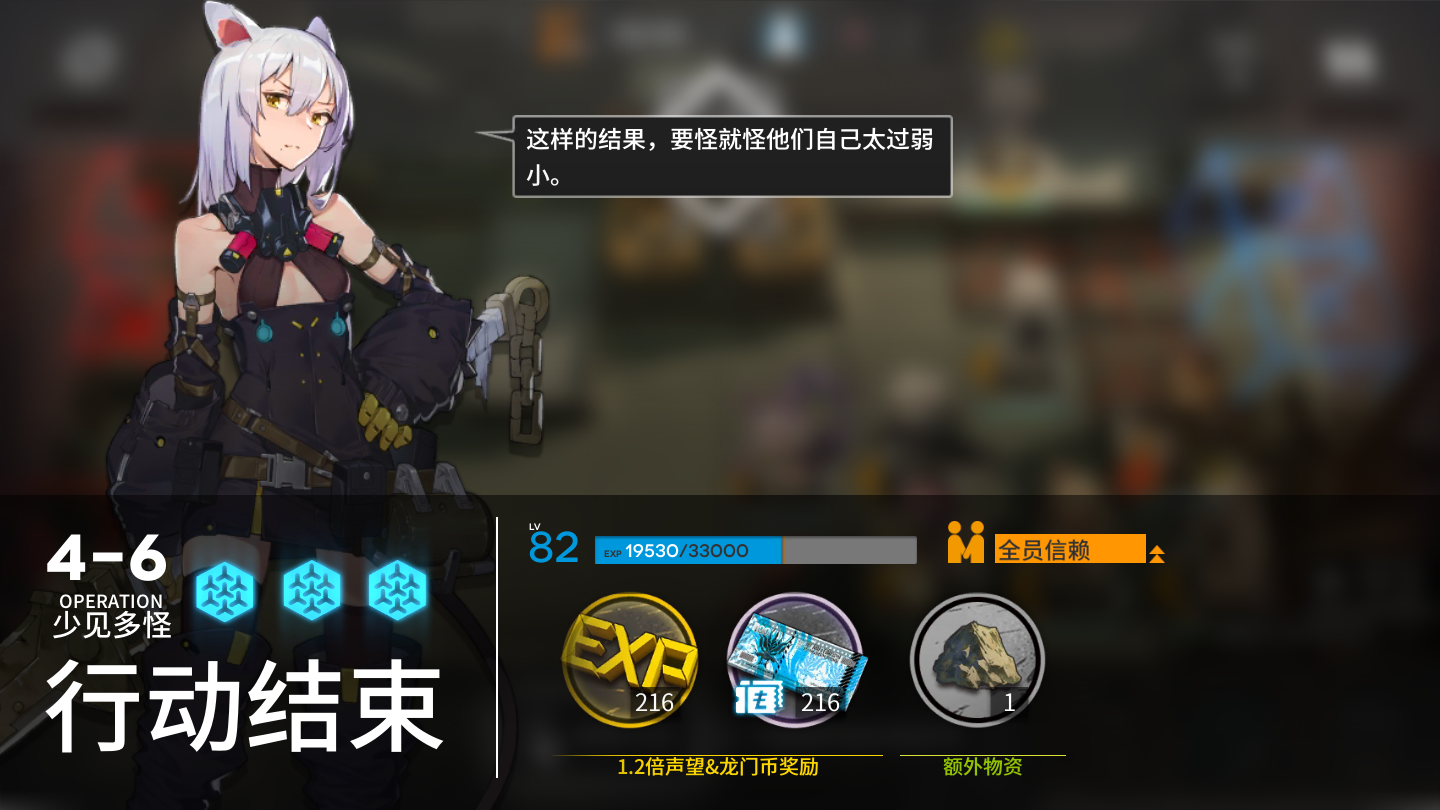 这样的结果，要怪就怪他们自己太过弱
小。
4-6
OPERATION
少见多怪
行动结束
LV
82
EXP 19530/33000
全员信赖
EXP
216
216
1
1.2倍声望&龙门币奖励
额外物资